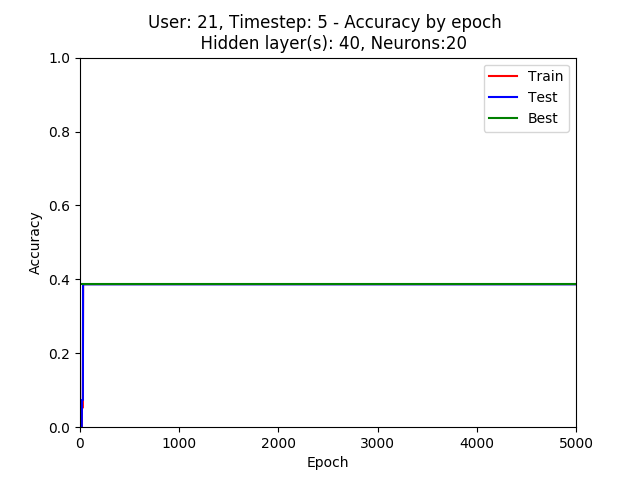 User: 21, Timestep: 5 - Accuracy by epoch
Hidden layer(s): 40, Neurons:20
1.0
0.8
0.6
0.4
0.2
0.0
Accuracy
Train
Test
Best
0
1000
2000
3000
4000
5000
Epoch